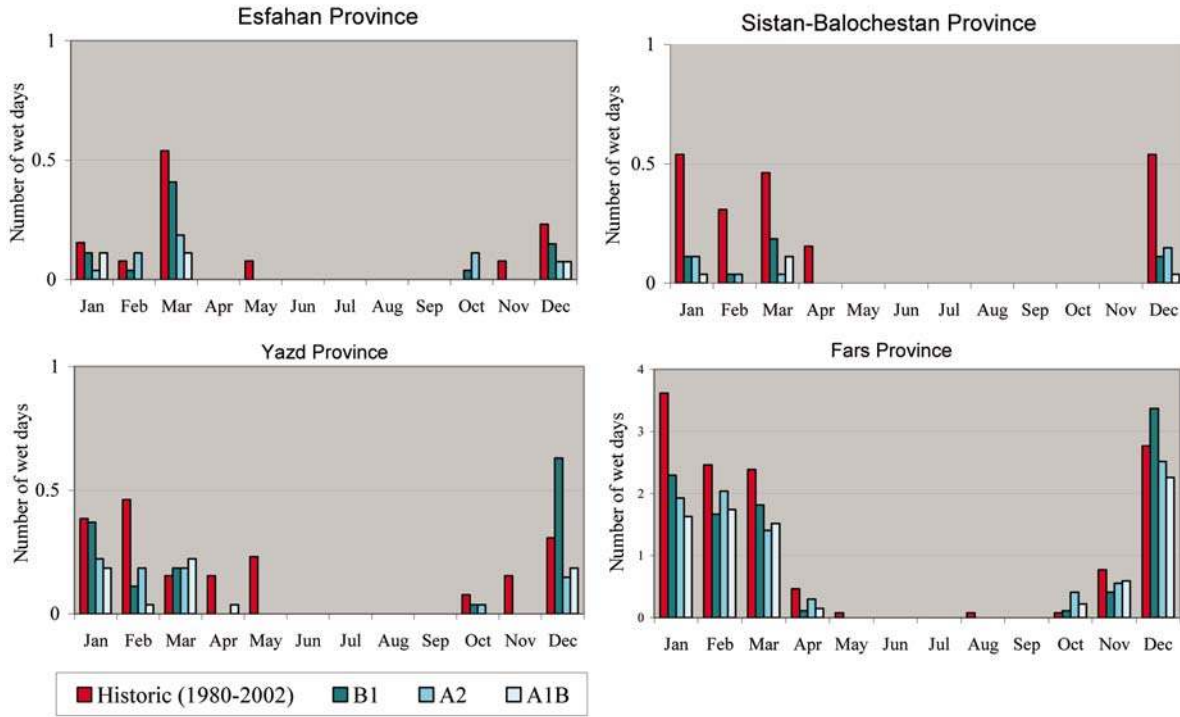 Esfahan Province
Number of wet days
1
0.5
0
Jan Feb Mar Apr May Jun Jul Aug Sep Oct Nov Dec
Sistan-Balochestan Province
Number of wet days
1
0.5
0
Jan Feb Mar Apr May Jun Jul Aug Sep Oct Nov Dec
Yazd Province
Number of wet days
1
0.5
0
Jan Feb Mar Apr May Jun Jul Aug Sep Oct Nov Dec
Fars Province
Number of wet days
4
3
2
1
0
Jan Feb Mar Apr May Jun Jul Aug Sep Oct Nov Dec
Historic (1980-2002) B1 A2 A1B